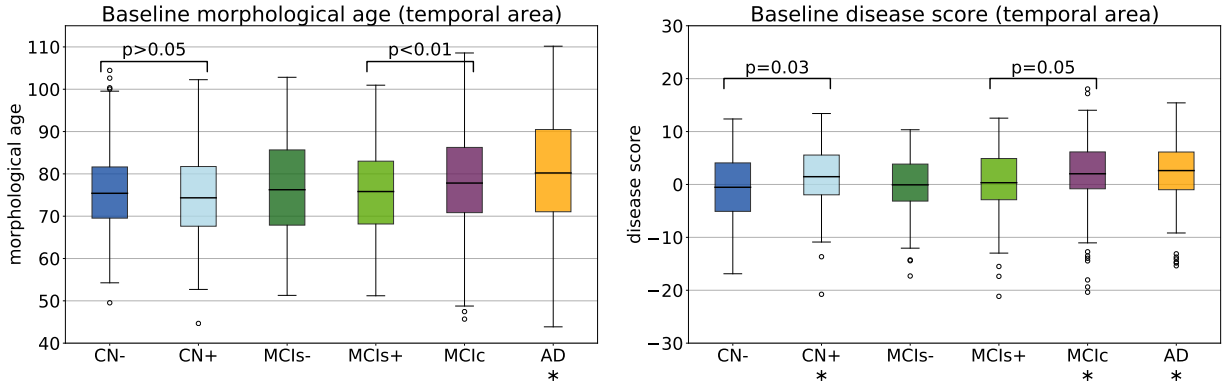 Baseline morphological age (temporal area)
morphological age
110
100
90
80
70
60
50
40
p>0.05
p<0.01
CN-
CN+
MCIs-
MCIs+
MCIc
AD
*
Baseline disease score (temporal area)
disease score
30
20
10
0
−10
−20
−30
p=0.03
p=0.05
CN-
CN+
MCIs-
MCIs+
MCIc
AD
*
*
*